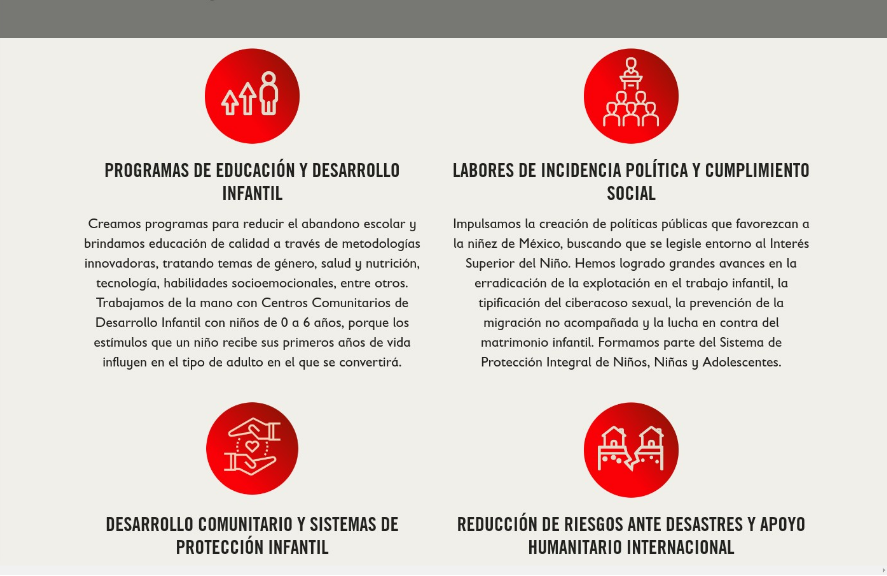 PROGRAMAS DE EDUCACIÓN Y DESARROLLO
INFANTIL
Creamos programas para reducir el abandono escolar y
brindamos educación de calidad a través de metodologías
innovadoras, tratando temas de género, salud y nutrición,
tecnología, habilidades socioemocionales, entre otros.
Trabajamos de la mano con Centros Comunitarios de
Desarrollo Infantil con niños de 0 a 6 años, porque los
estímulos que un niño recibe sus primeros años de vida
influyen en el tipo de adulto en el que se convertirá.
LABORES DE INCIDENCIA POLÍTICA Y CUMPLIMIENTO
SOCIAL
Impulsamos la creación de políticas públicas que favorezcan a
la niñez de México, buscando que se legisle entorno al Interés
Superior del Niño. Hemos logrado grandes avances en la
erradicación de la explotación en el trabajo infantil, la
tipificación del ciberacoso sexual, la prevención de la
migración no acompañada y la lucha en contra del
matrimonio infantil. Formamos parte del Sistema de
Protección Integral de Niños, Niñas y Adolescentes.
DESARROLLO COMUNITARIO Y SISTEMAS DE
PROTECCIÓN INFANTIL
REDUCCIÓN DE RIESGOS ANTE DESASTRES Y APOYO
HUMANITARIO INTERNACIONAL